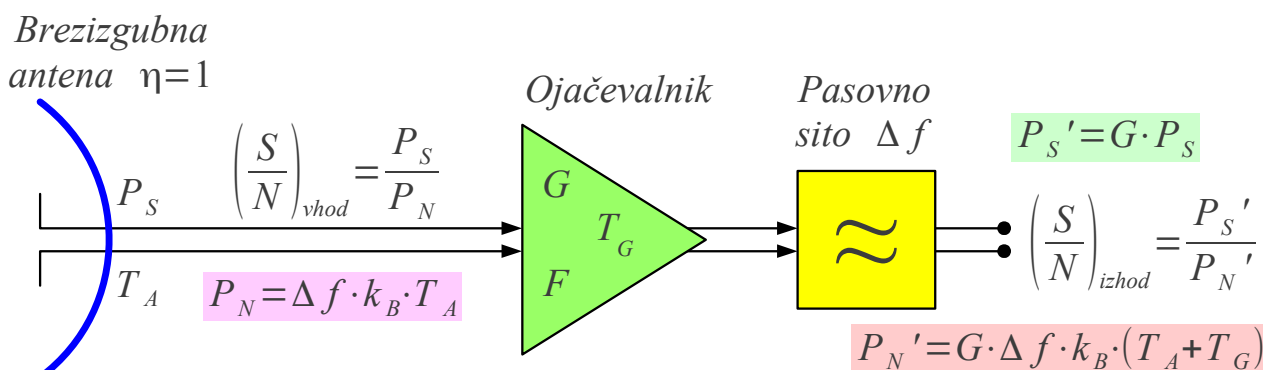 Brezizgubna
antena η=1
Ojačevalnik
Pasovno
sito Δf
P_S'=G·P_S
(S/N)_vhod=P_S/P_N
P_S
T_A
P_N=Δf·k_B·T_A
G
T_G
F
≈
(S/N)_izhod=P_S'/P_N'
P_N'=G·Δf·k_B·(T_A+T_G)